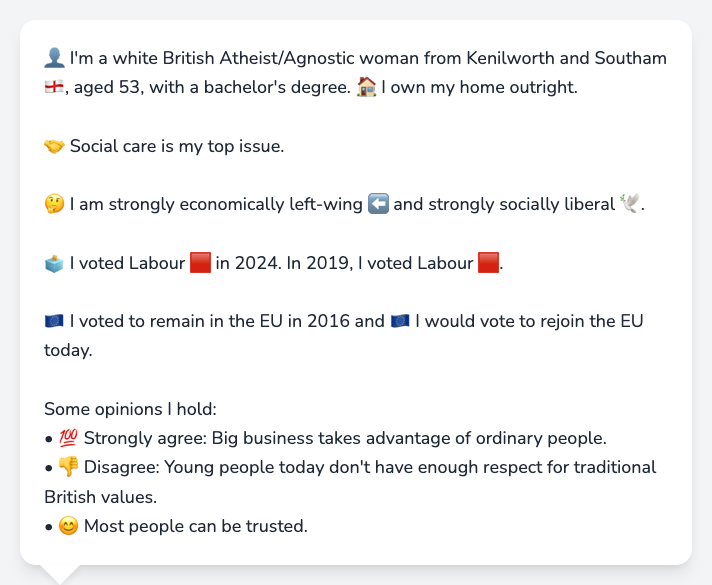 👤 I'm a white British Atheist/Agnostic woman from Kenilworth and Southam
🏴󠁧󠁢󠁥󠁮󠁧󠁿, aged 53, with a bachelor's degree. 🏠 I own my home outright.
🤝 Social care is my top issue.
🤔 I am strongly economically left-wing ⬅️ and strongly socially liberal 🕊️.
🗳️ I voted Labour 🟥 in 2024. In 2019, I voted Labour 🟥.
🇪🇺 I voted to remain in the EU in 2016 and 🇪🇺 I would vote to rejoin the EU
today.
Some opinions I hold:
• 💯 Strongly agree: Big business takes advantage of ordinary people.
• 👎 Disagree: Young people today don't have enough respect for traditional
British values.
• 😊 Most people can be trusted.